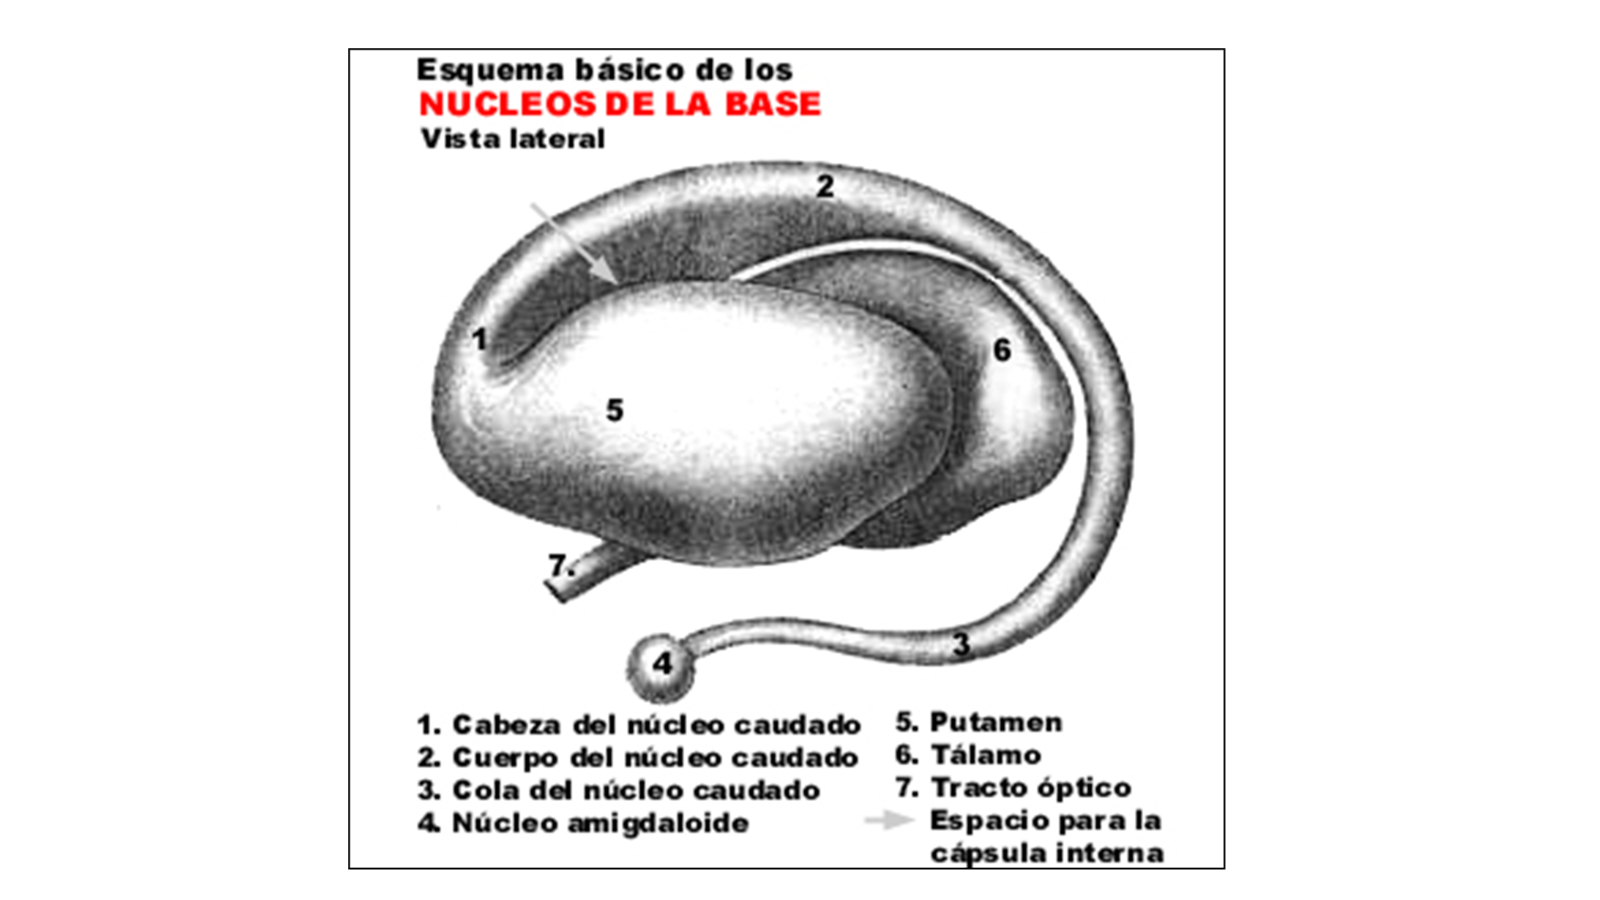 Esquema básico de los
NUCLEOS DE LA BASE
Vista lateral
2
1
6
5
7.
3
4
1. Cabeza del núcleo caudado
2. Cuerpo del núcleo caudado
3. Cola del núcleo caudado
4. Núcleo amigdaloide
5. Putamen
6. Tálamo
7. Tracto óptico
Espacio para la
cápsula interna